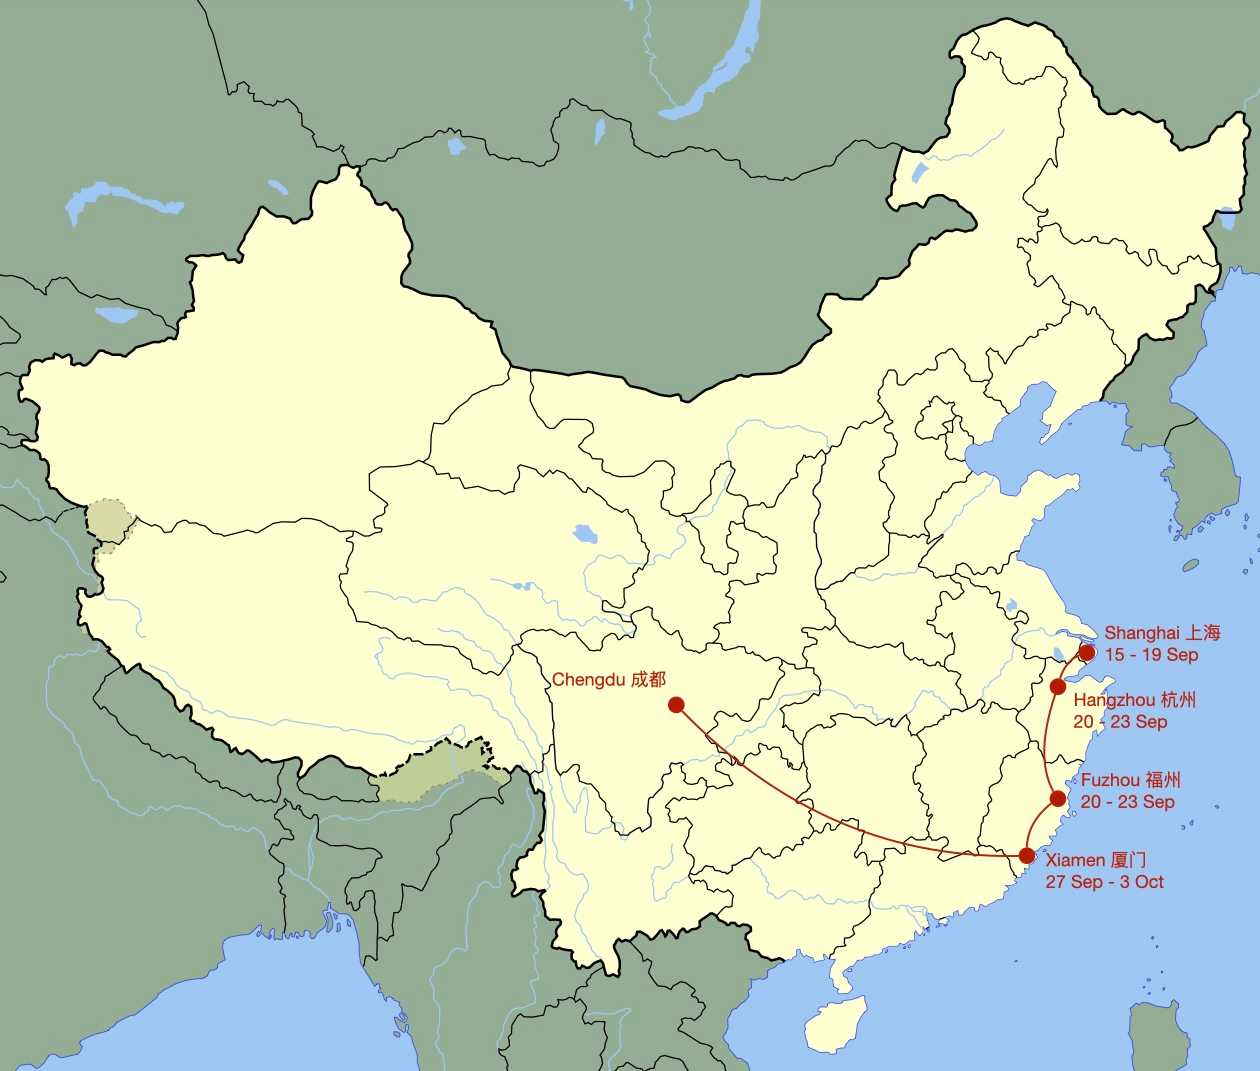 Shanghai 上海
15 - 19 Sep
Chengdu 成都
Hangzhou 杭州
20 - 23 Sep
Fuzhou 福州
20 - 23 Sep
Xiamen 厦门
27 Sep - 3 Oct